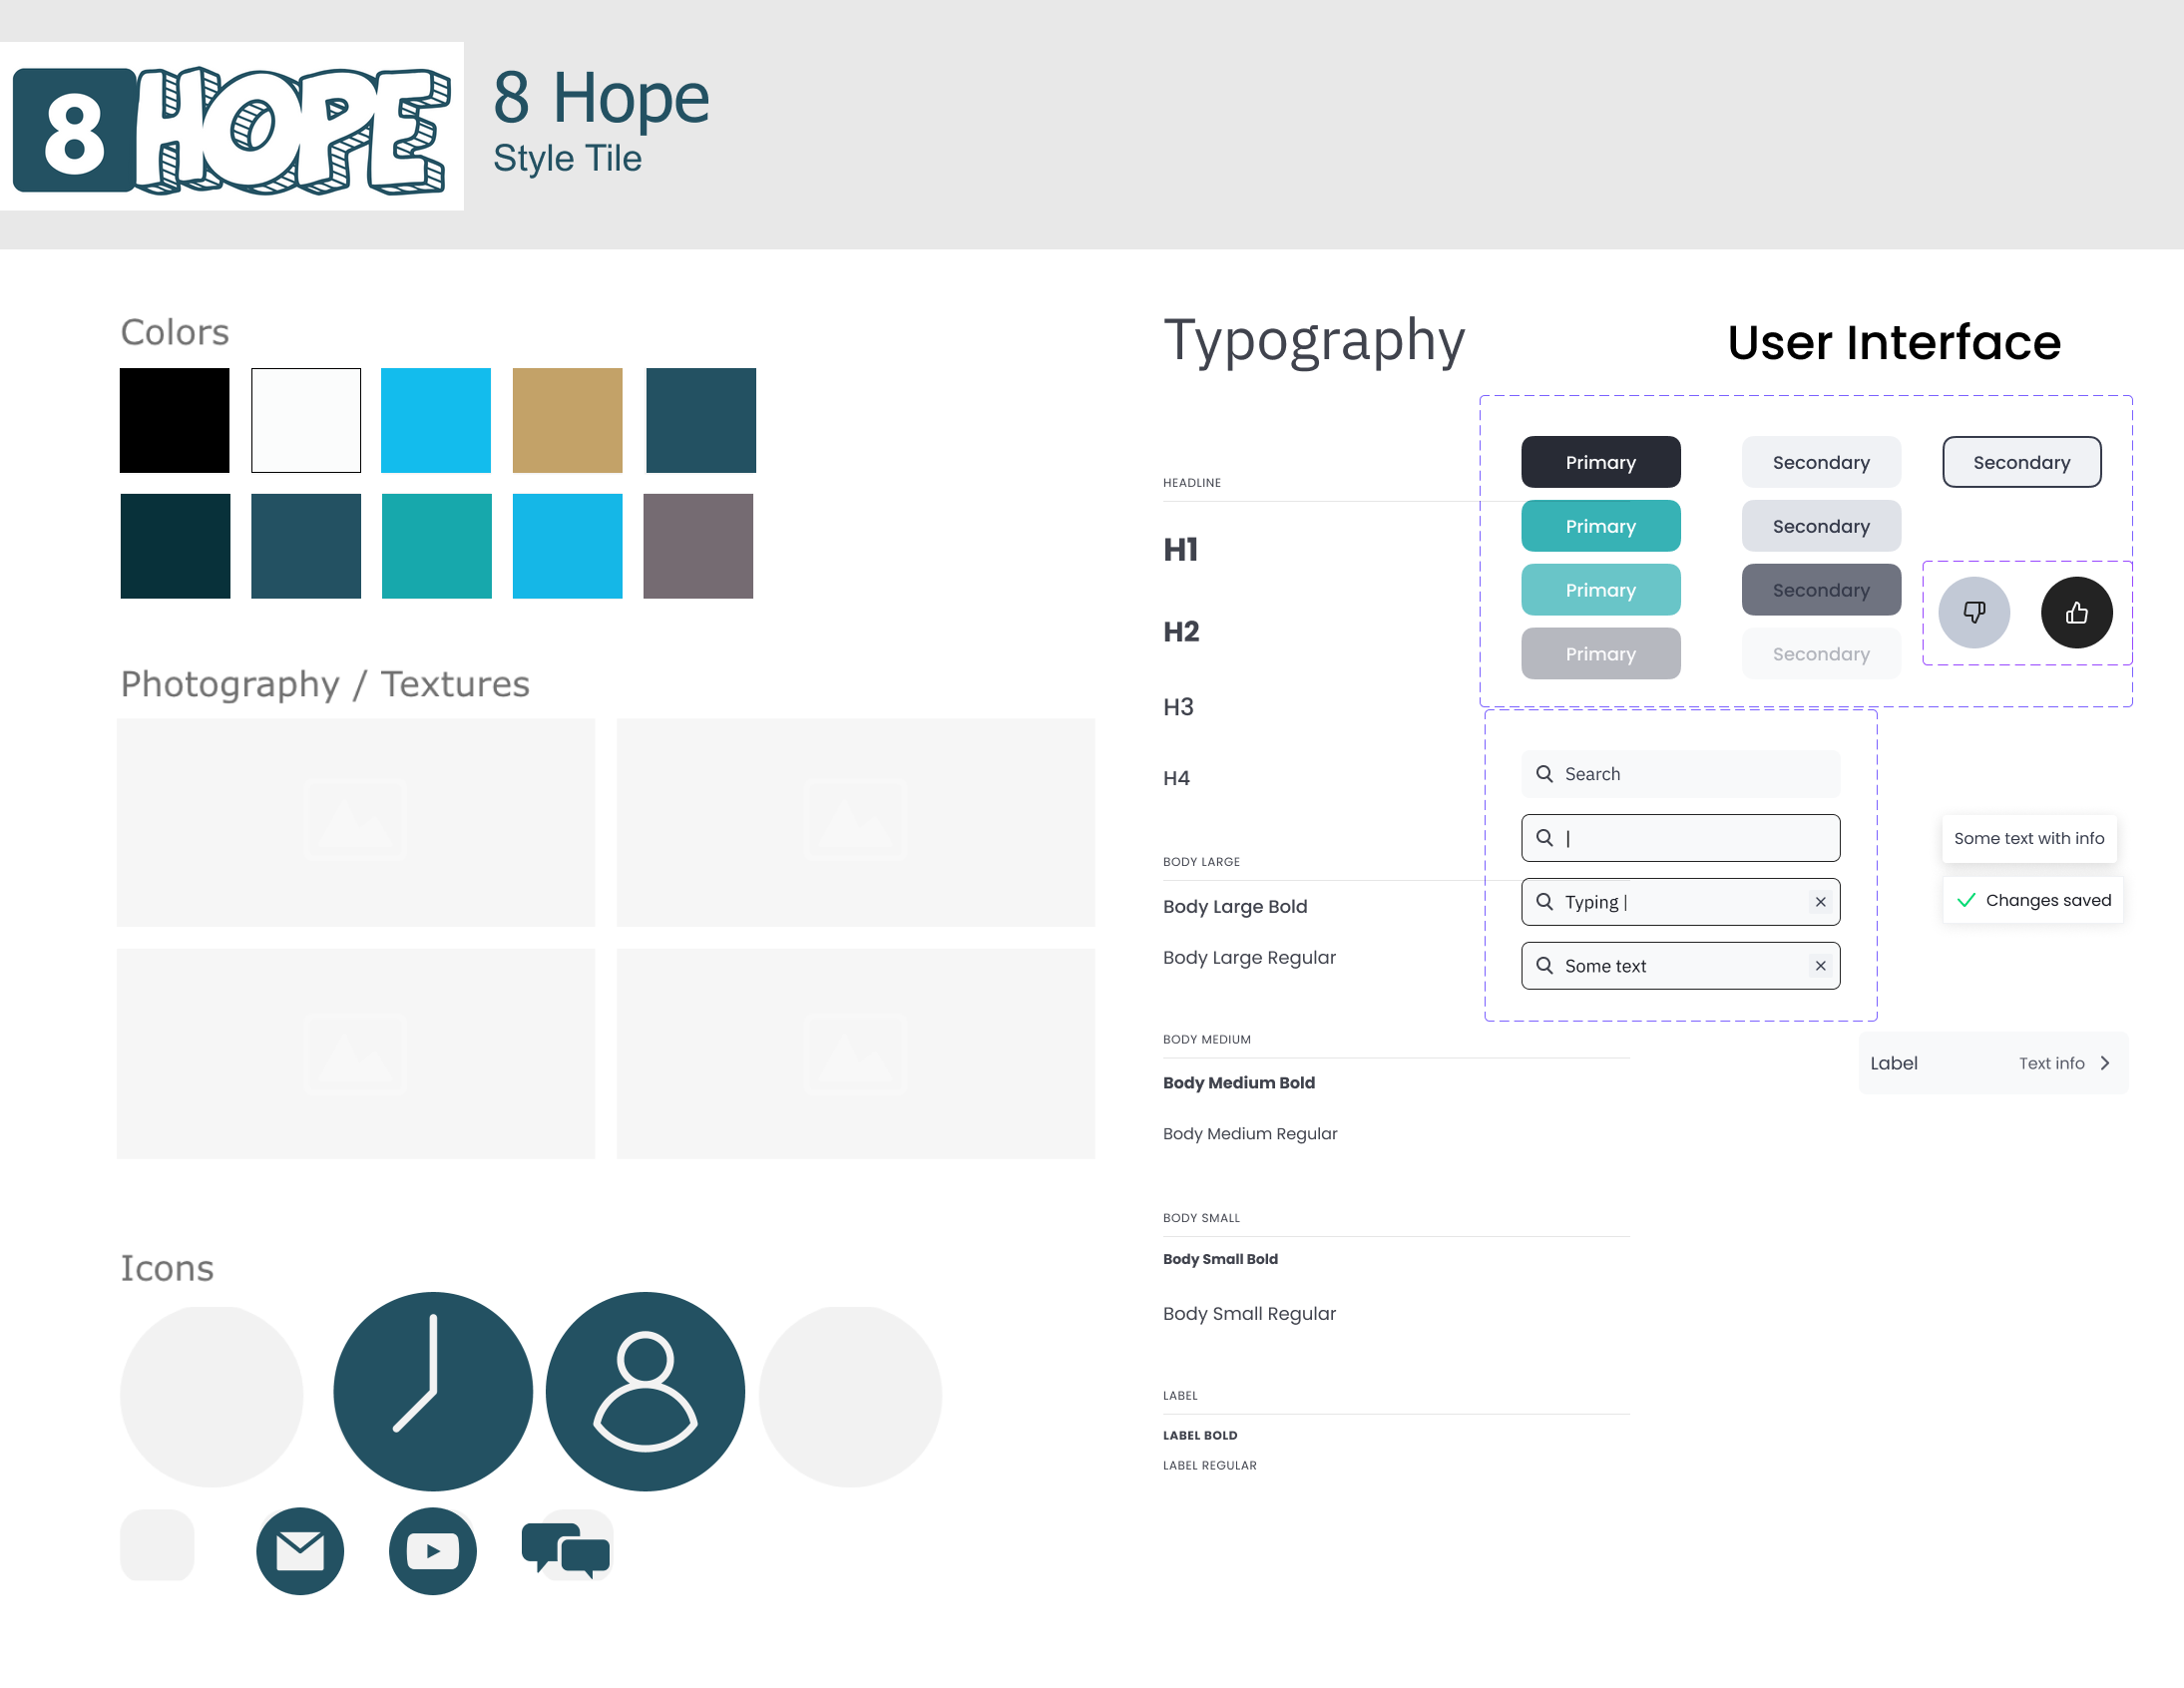 8 HOPE
8 Hope
Style Tile
Colors
Photography / Textures
Icons
Typography
HEADLINE
H1
H2
H3
H4
BODY LARGE
Body Large Bold
Body Large Regular
BODY MEDIUM
Body Medium Bold
Body Medium Regular
BODY SMALL
Body Small Bold
Body Small Regular
LABEL
LABEL BOLD
LABEL REGULAR
User Interface
Primary
Secondary
Secondary
Primary
Secondary
Primary
Secondary
Primary
Secondary
Search
|
Typing |
Some text
Some text with info
Changes saved
Label
Text info